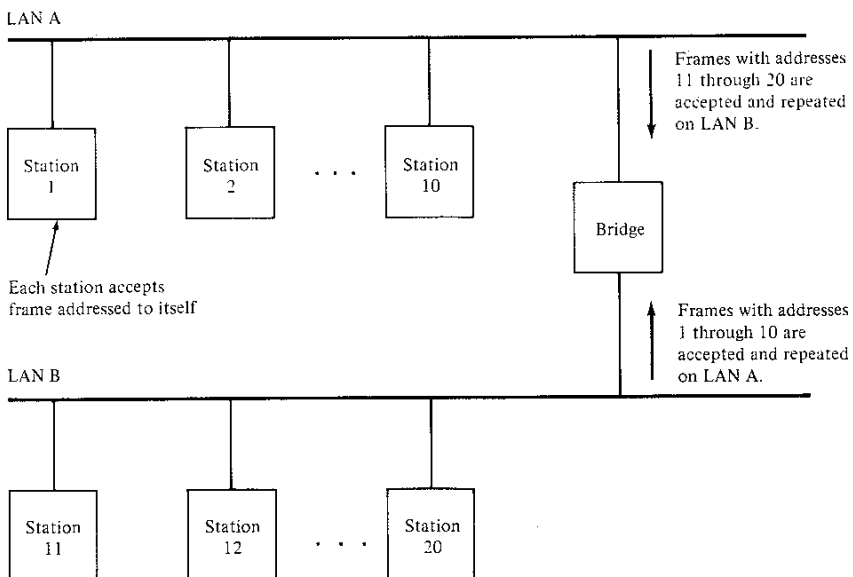 LAN A
Frames with addresses
11 through 20 are
accepted and repeated
on LAN B.
Station
1
Station
2
. . .
Station
10
Bridge
Each station accepts
frame addressed to itself
Frames with addresses
1 through 10 are
accepted and repeated
on LAN A.
LAN B
Station
11
Station
12
. . .
Station
20